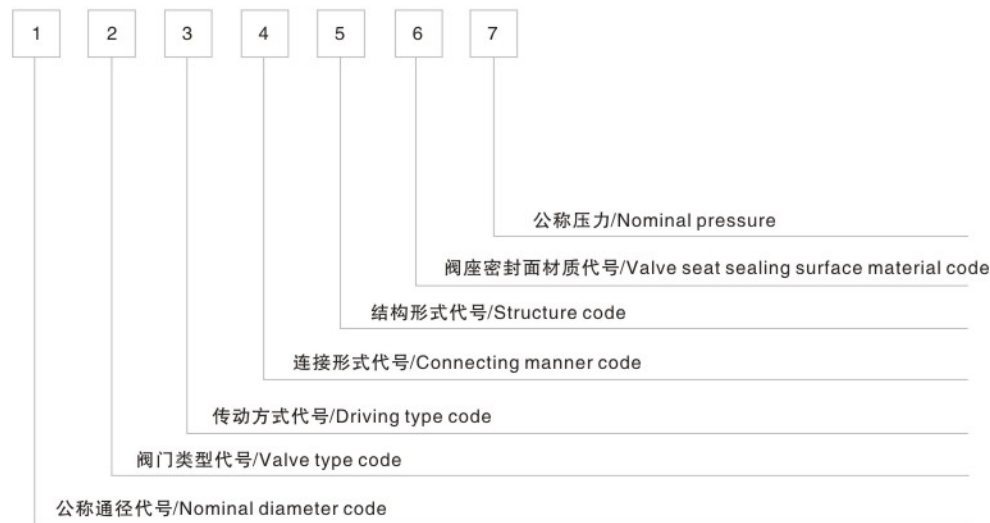 1 2 3 4 5 6 7
公称压力/Nominal pressure
阀座密封面材质代号/Valve seat sealing surface material code
结构形式代号/Structure code
连接形式代号/Connecting manner code
传动方式代号/Driving type code
阀门类型代号/Valve type code
公称通径代号/Nominal diameter code